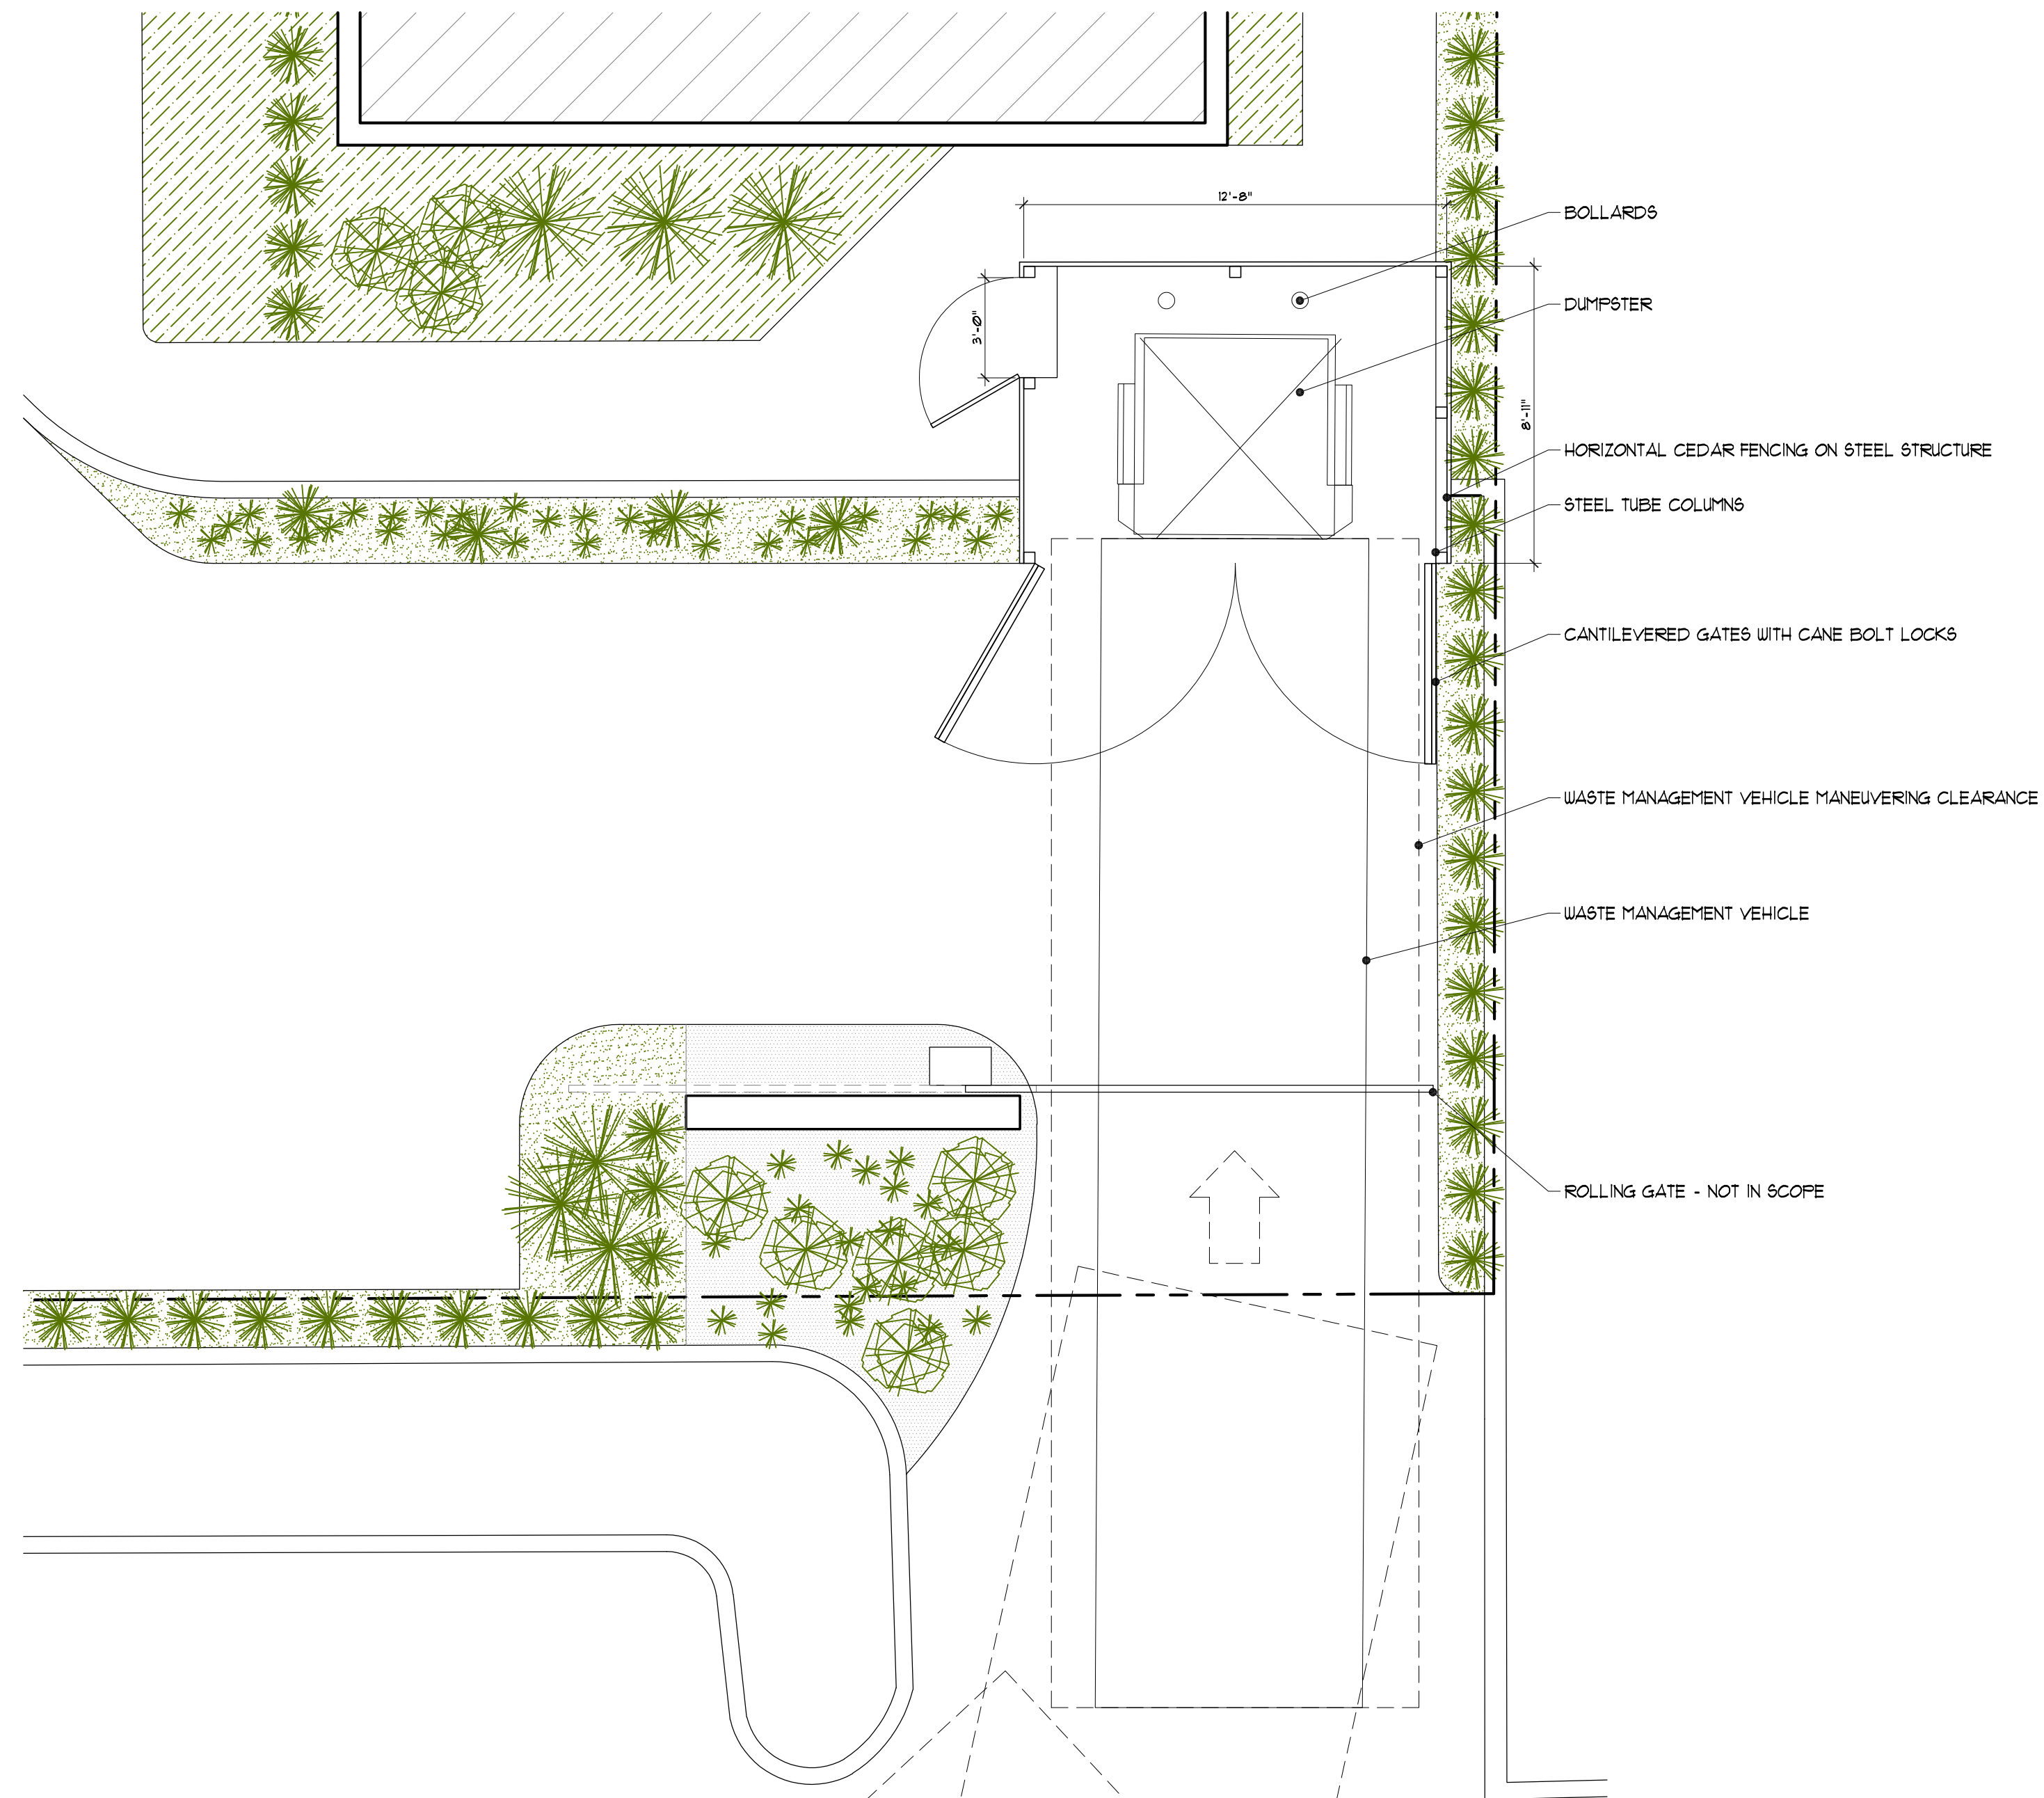 12'-8"
BOLLARDS
DUMPSTER
3'-0"
8'-11"
HORIZONTAL CEDAR FENCING ON STEEL STRUCTURE
STEEL TUBE COLUMNS
CANTILEVERED GATES WITH CANE BOLT LOCKS
WASTE MANAGEMENT VEHICLE MANEUVERING CLEARANCE
WASTE MANAGEMENT VEHICLE
ROLLING GATE - NOT IN SCOPE